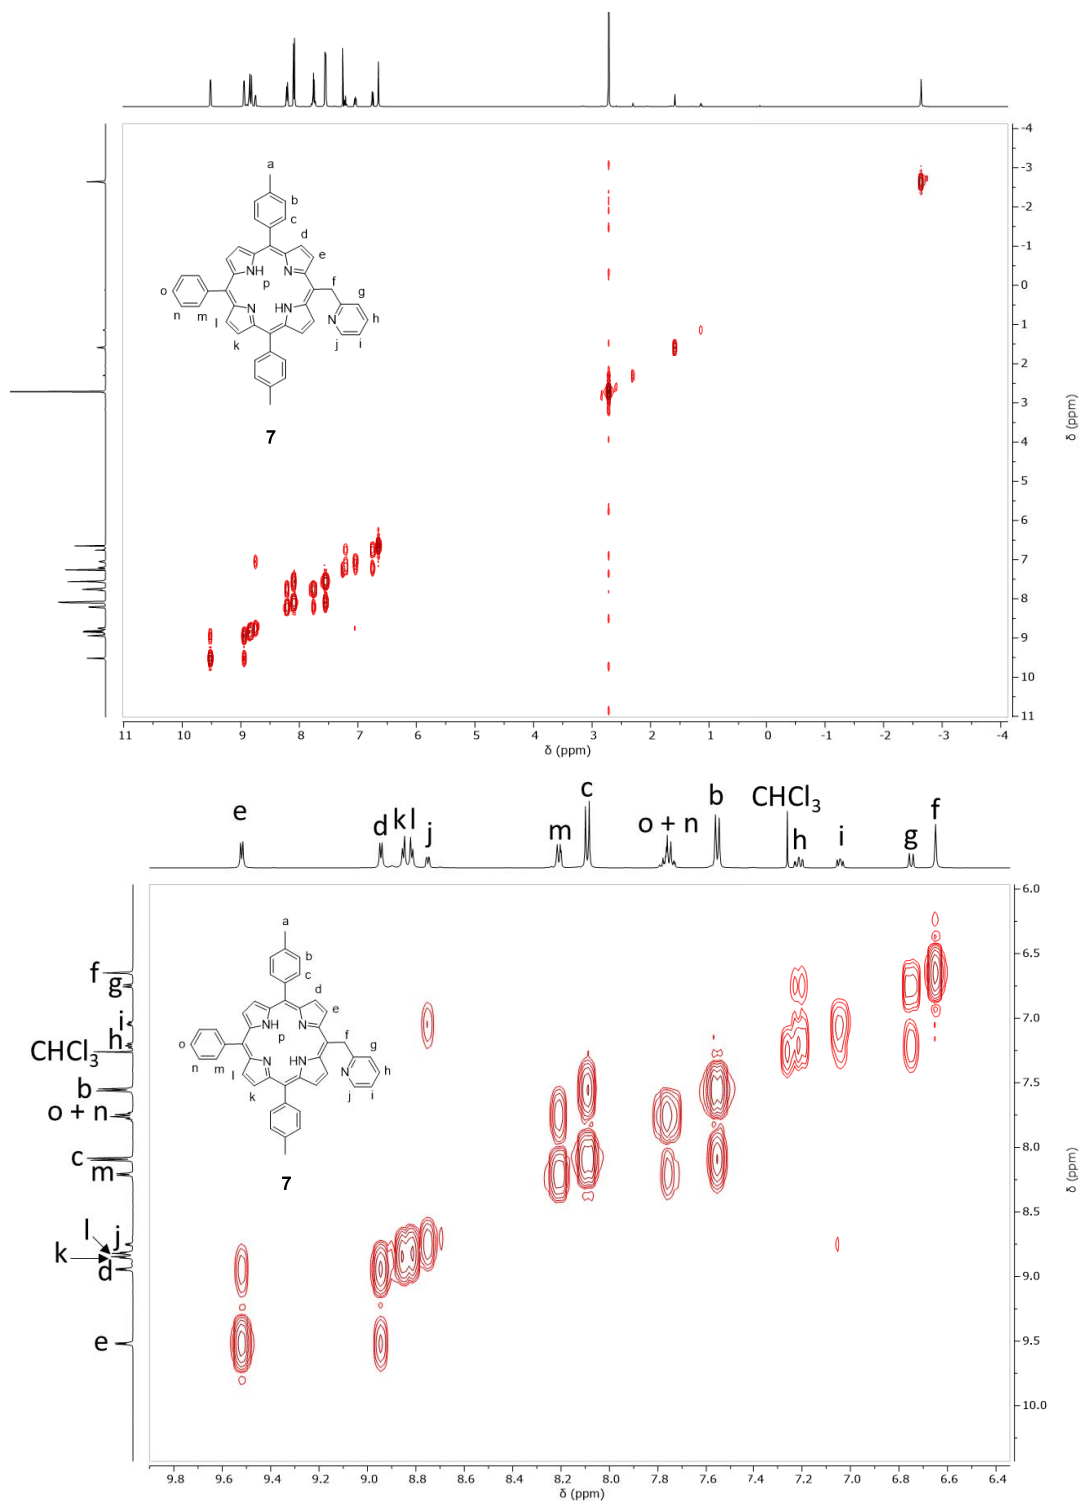 -4
-3
-2
-1
0
1
2
3
4
5
6
7
8
9
10
11
δ (ppm)
a
b
c
d
e
NH
N
p
f
o
g
n
m
N
HN
N
h
l
j
i
k
7
11 10 9 8 7 6 5 4 3 2 1 0 -1 -2 -3 -4
δ (ppm)
e
d
k l
j
m
c
o + n
b
CHCl3
h
i
g
f
6.0
6.5
7.0
7.5
8.0
8.5
9.0
9.5
10.0
δ (ppm)
f
g
i
h
CHCl3
b
o + n
c
m
l
j
k
d
e
a
b
c
d
e
NH
N
p
f
o
g
n
m
N
HN
N
h
l
j
i
k
7
9.8 9.6 9.4 9.2 9.0 8.8 8.6 8.4 8.2 8.0 7.8 7.6 7.4 7.2 7.0 6.8 6.6 6.4
δ (ppm)